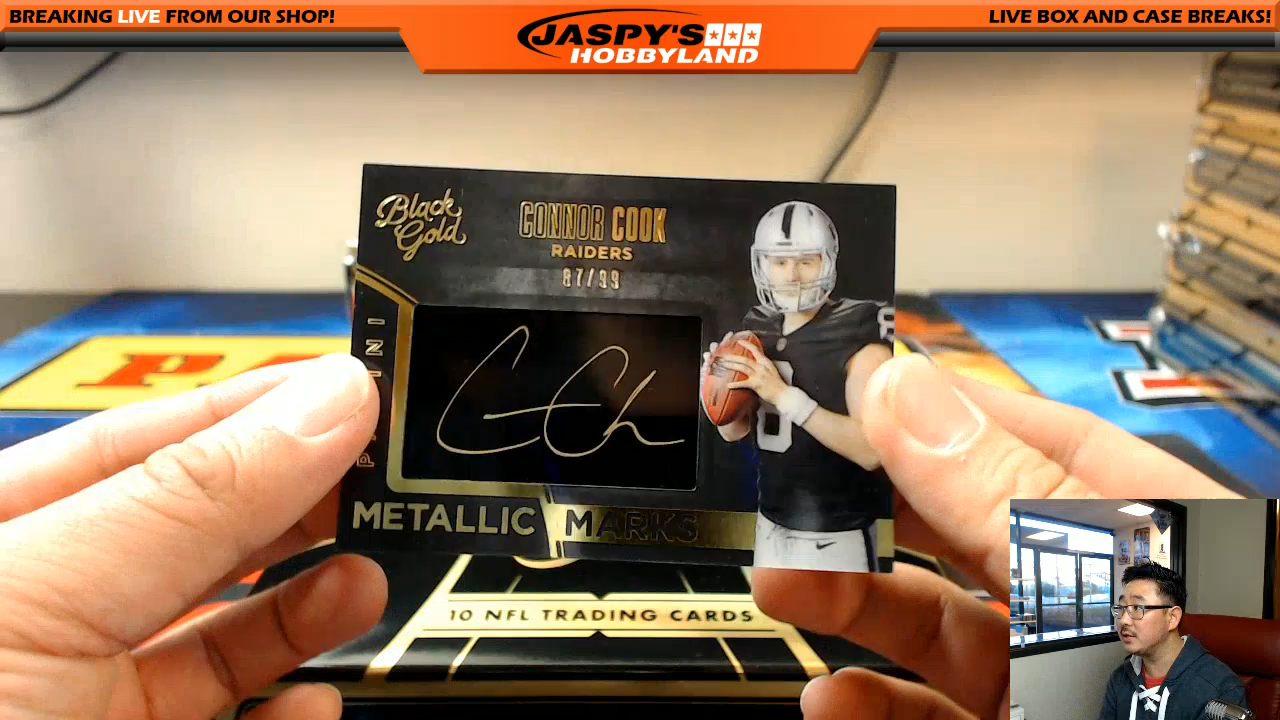 BREAKING LIVE FROM OUR SHOP!
JASPY'S
HOBBYLAND
LIVE BOX AND CASE BREAKS!
Black Gold
CONNOR COOK
RAIDERS
87/99
METALLIC MARKS
10 NFL TRADING CARDS